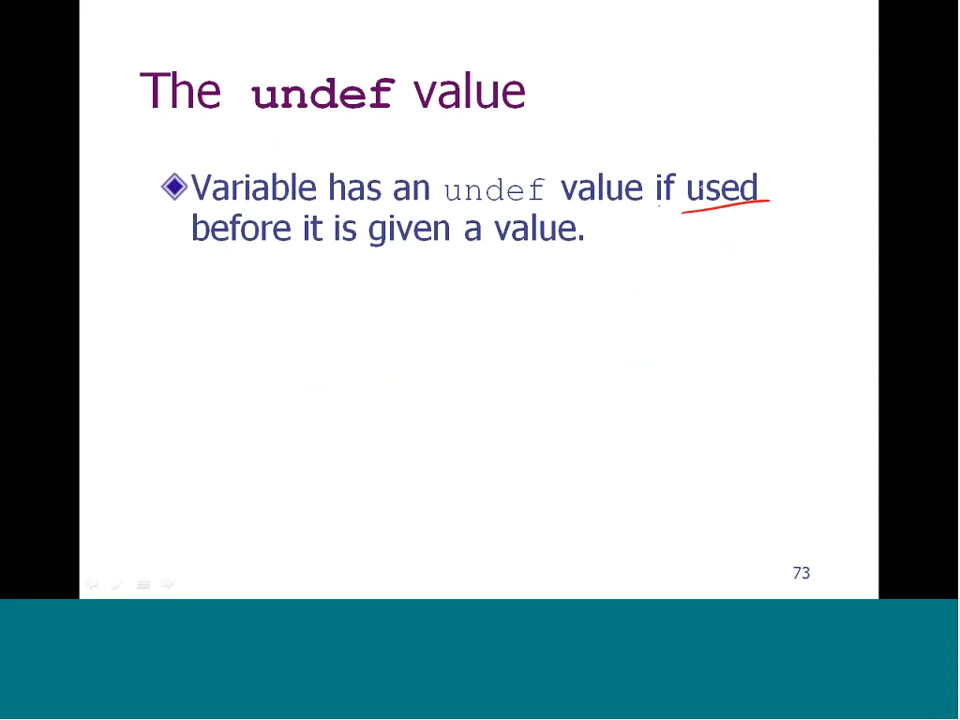 The undef value
Variable has an undef value if used
before it is given a value.
73